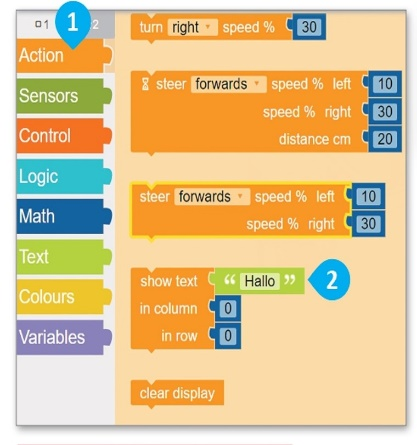 1 1 2
Action
Sensors
Control
Logic
Math
Text
Colours
Variables
turn right speed % 30
steer forwards speed % left 10
speed % right 30
distance cm 20
steer forwards speed % left 10
speed % right 30
show text “ Hallo ” 2
in column 0
in row 0
clear display